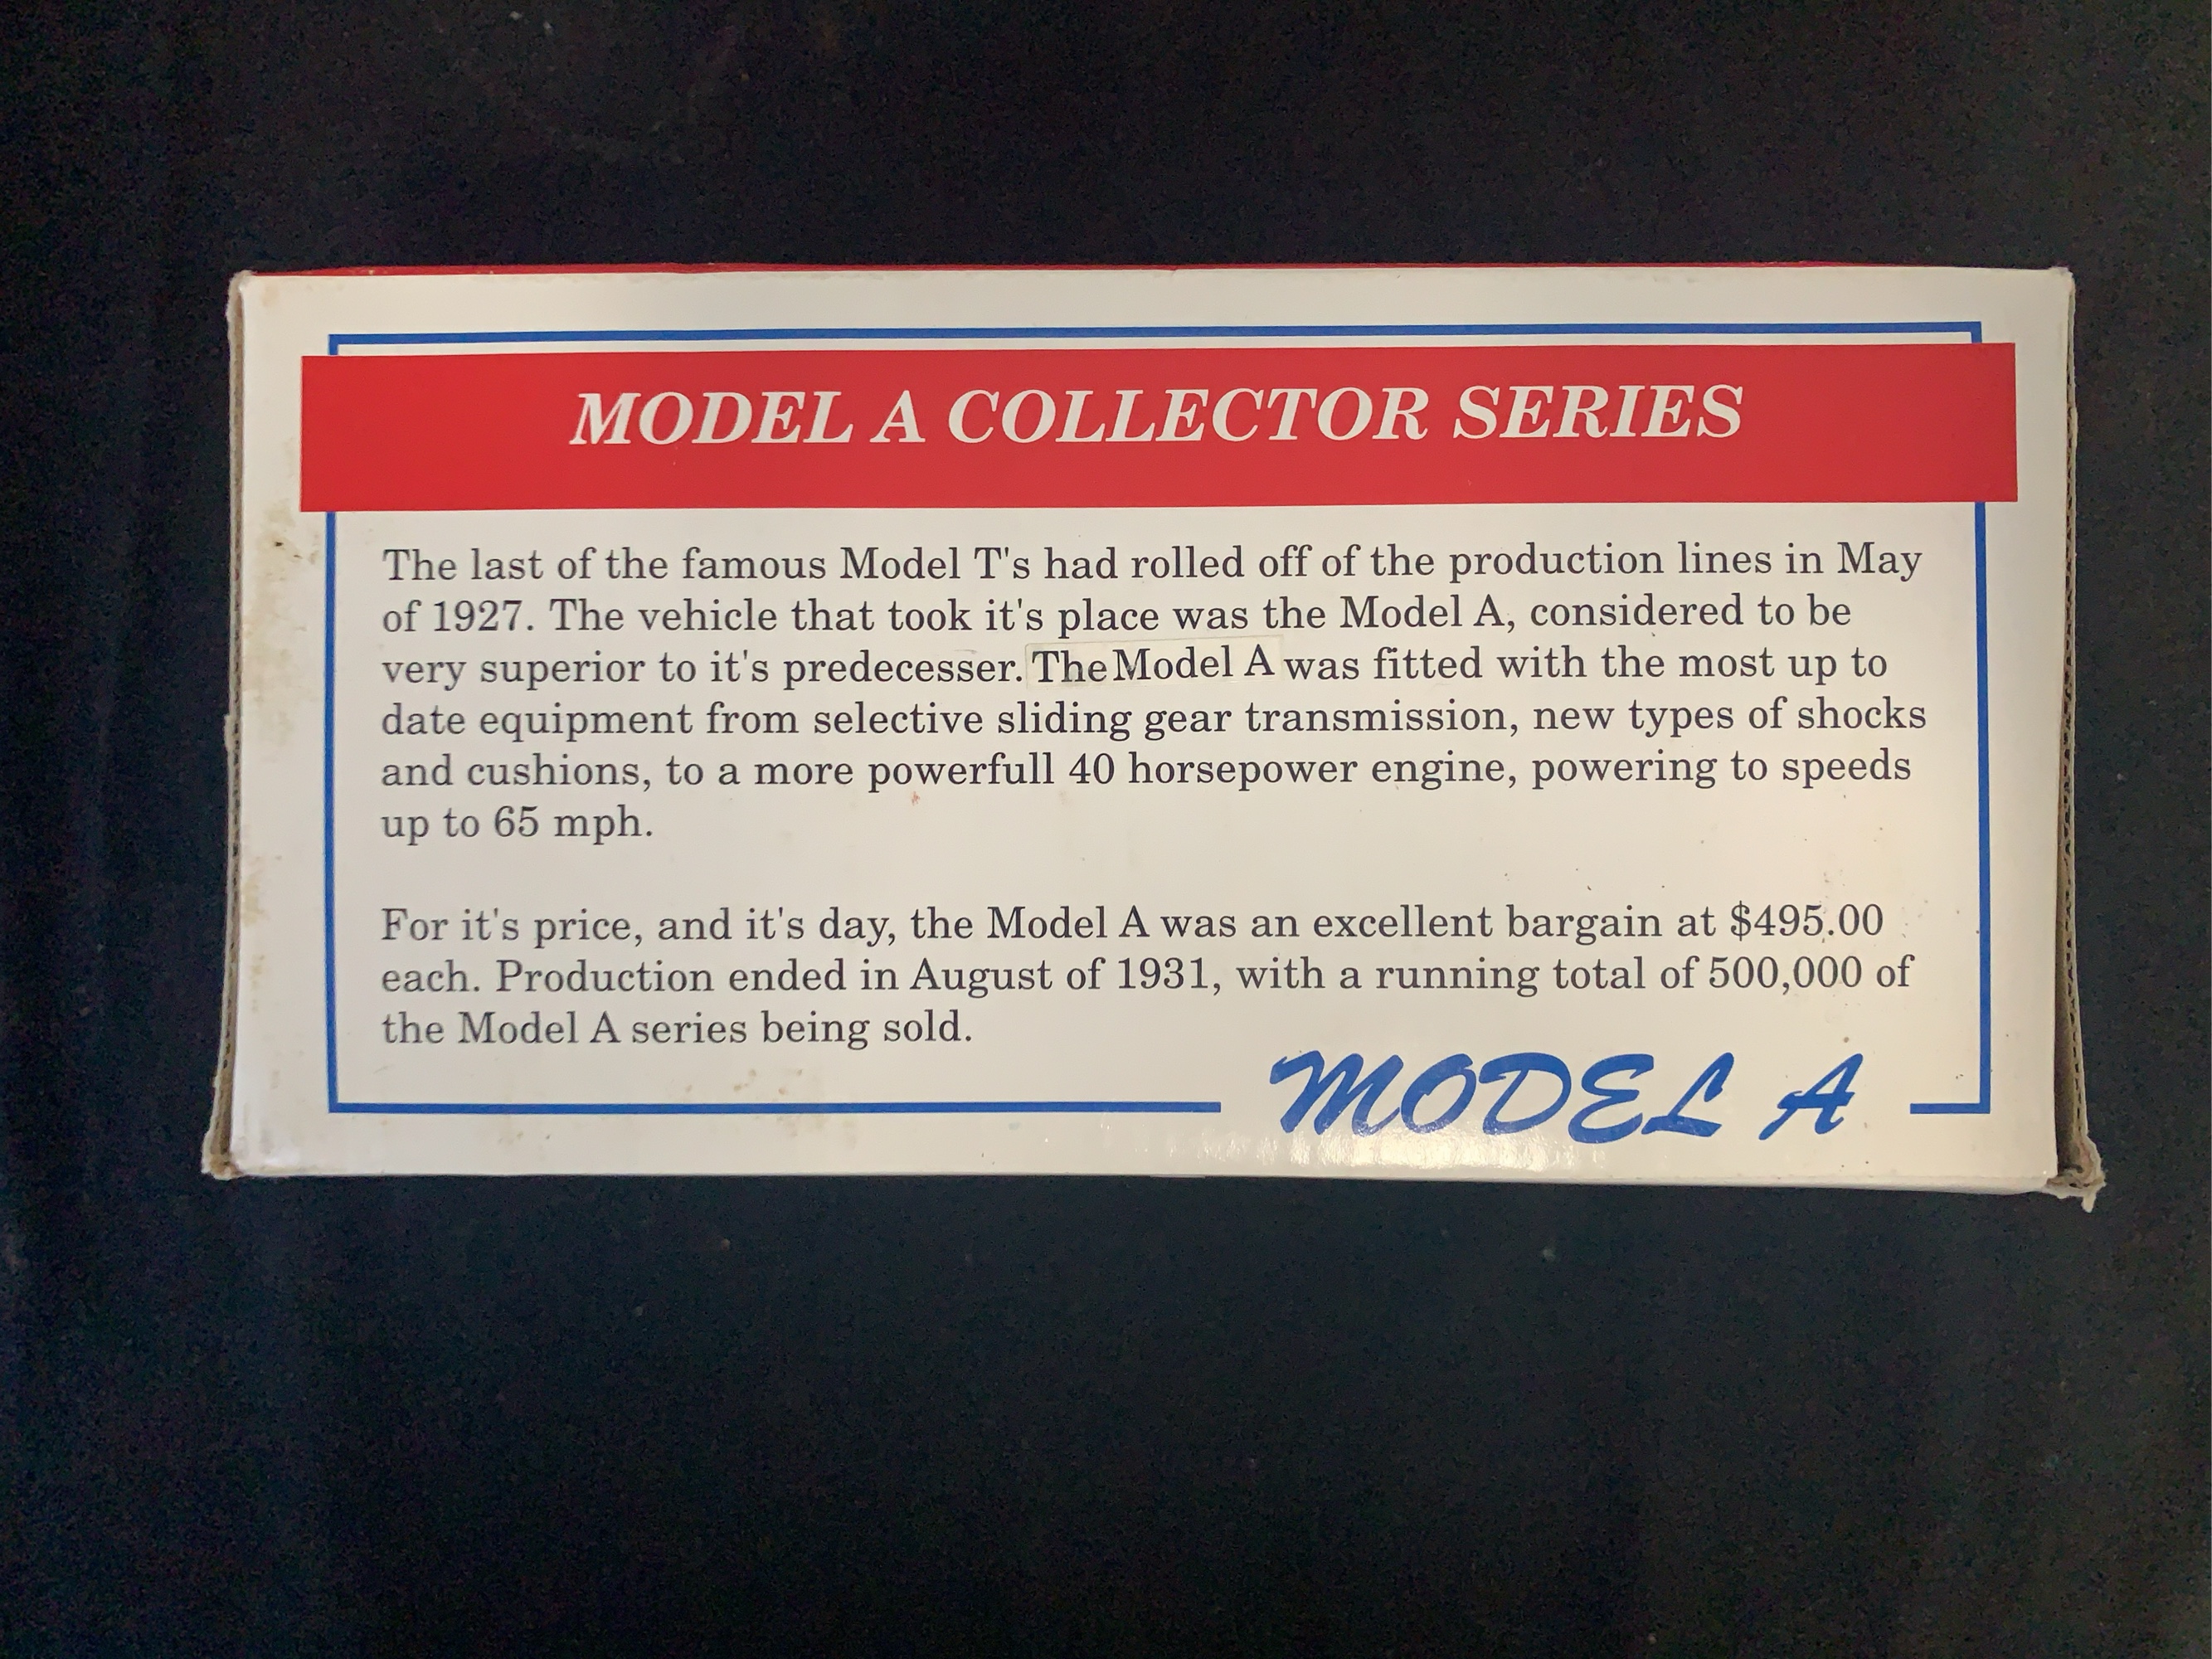 MODEL A COLLECTOR SERIES
The last of the famous Model T's had rolled off of the production lines in May
of 1927. The vehicle that took it's place was the Model A, considered to be
very superior to it's predecesser. The Model A was fitted with the most up to
date equipment from selective sliding gear transmission, new types of shocks
and cushions, to a more powerfull 40 horsepower engine, powering to speeds
up to 65 mph.
For it's price, and it's day, the Model A was an excellent bargain at $495.00
each. Production ended in August of 1931, with a running total of 500,000 of
the Model A series being sold.
MODEL A